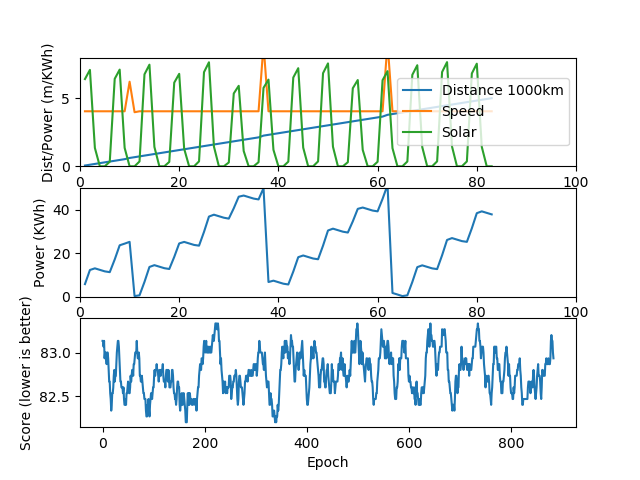 Dist/Power (m/KWh)
5
0
Distance 1000km
Speed
Solar
0 20 40 60 80 100
Power (KWh)
40
20
0
0 20 40 60 80 100
Score (lower is better)
83.0
82.5
0 200 400 600 800
Epoch